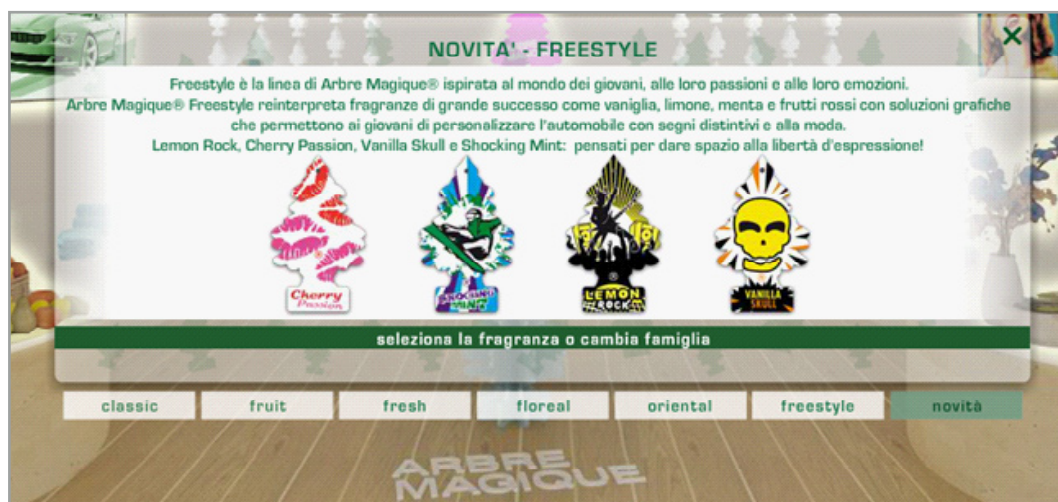 NOVITA' - FREESTYLE
Freestyle è la linea di Arbre Magique® ispirata al mondo dei giovani, alle loro passioni e alle loro emozioni.
Arbre Magique® Freestyle reinterpreta fragranze di grande successo come vaniglia, limone, menta e frutti rossi con soluzioni grafiche
che permettono ai giovani di personalizzare l'automobile con segni distintivi e alla moda.
Lemon Rock, Cherry Passion, Vanilla Skull e Shocking Mint: pensati per dare spazio alla libertà d'espressione!
Cherry
Passion
SHOCKING
MINT
LEMON
ROCK
VANILLA
SKULL
seleziona la fragranza o cambia famiglia
classic
fruit
fresh
floreal
oriental
freestyle
novità
ARBRE
MAGIQUE